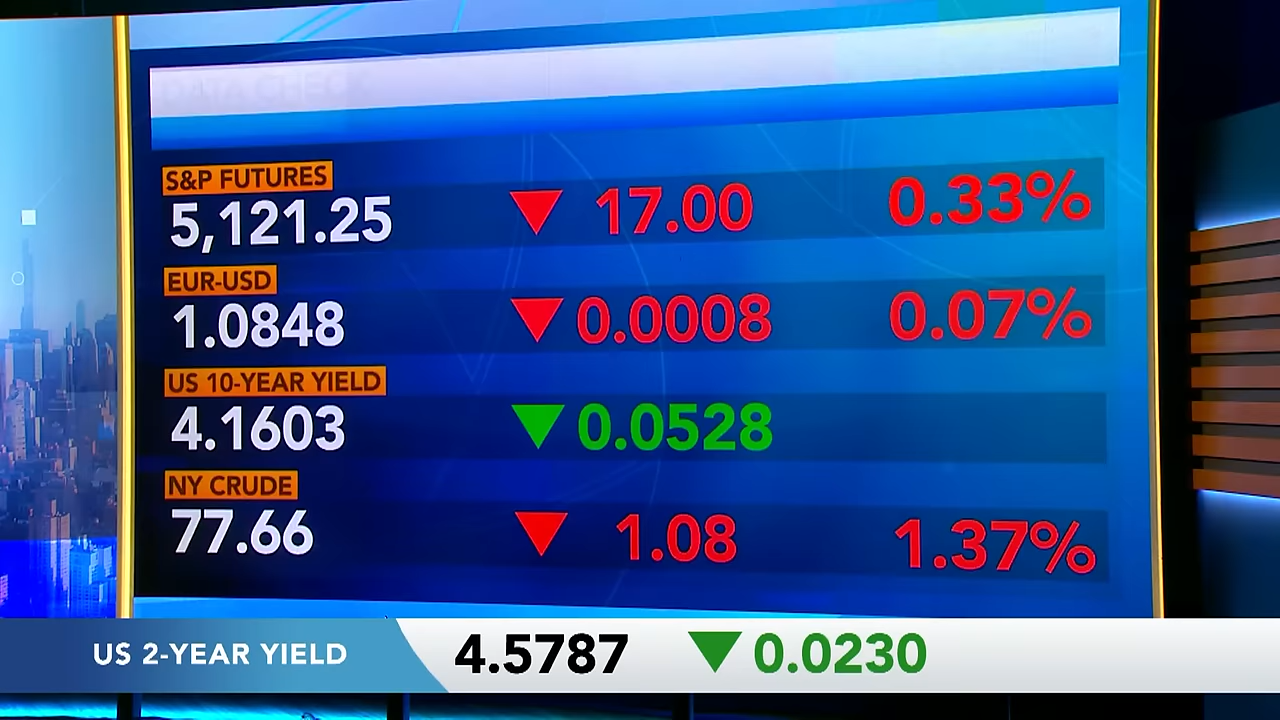 DATA CHECK
S&P FUTURES
5,121.25 ▼ 17.00 0.33%
EUR-USD
1.0848 ▼ 0.0008 0.07%
US 10-YEAR YIELD
4.1603 ▼ 0.0528
NY CRUDE
77.66 ▼ 1.08 1.37%
US 2-YEAR YIELD 4.5787 ▼ 0.0230